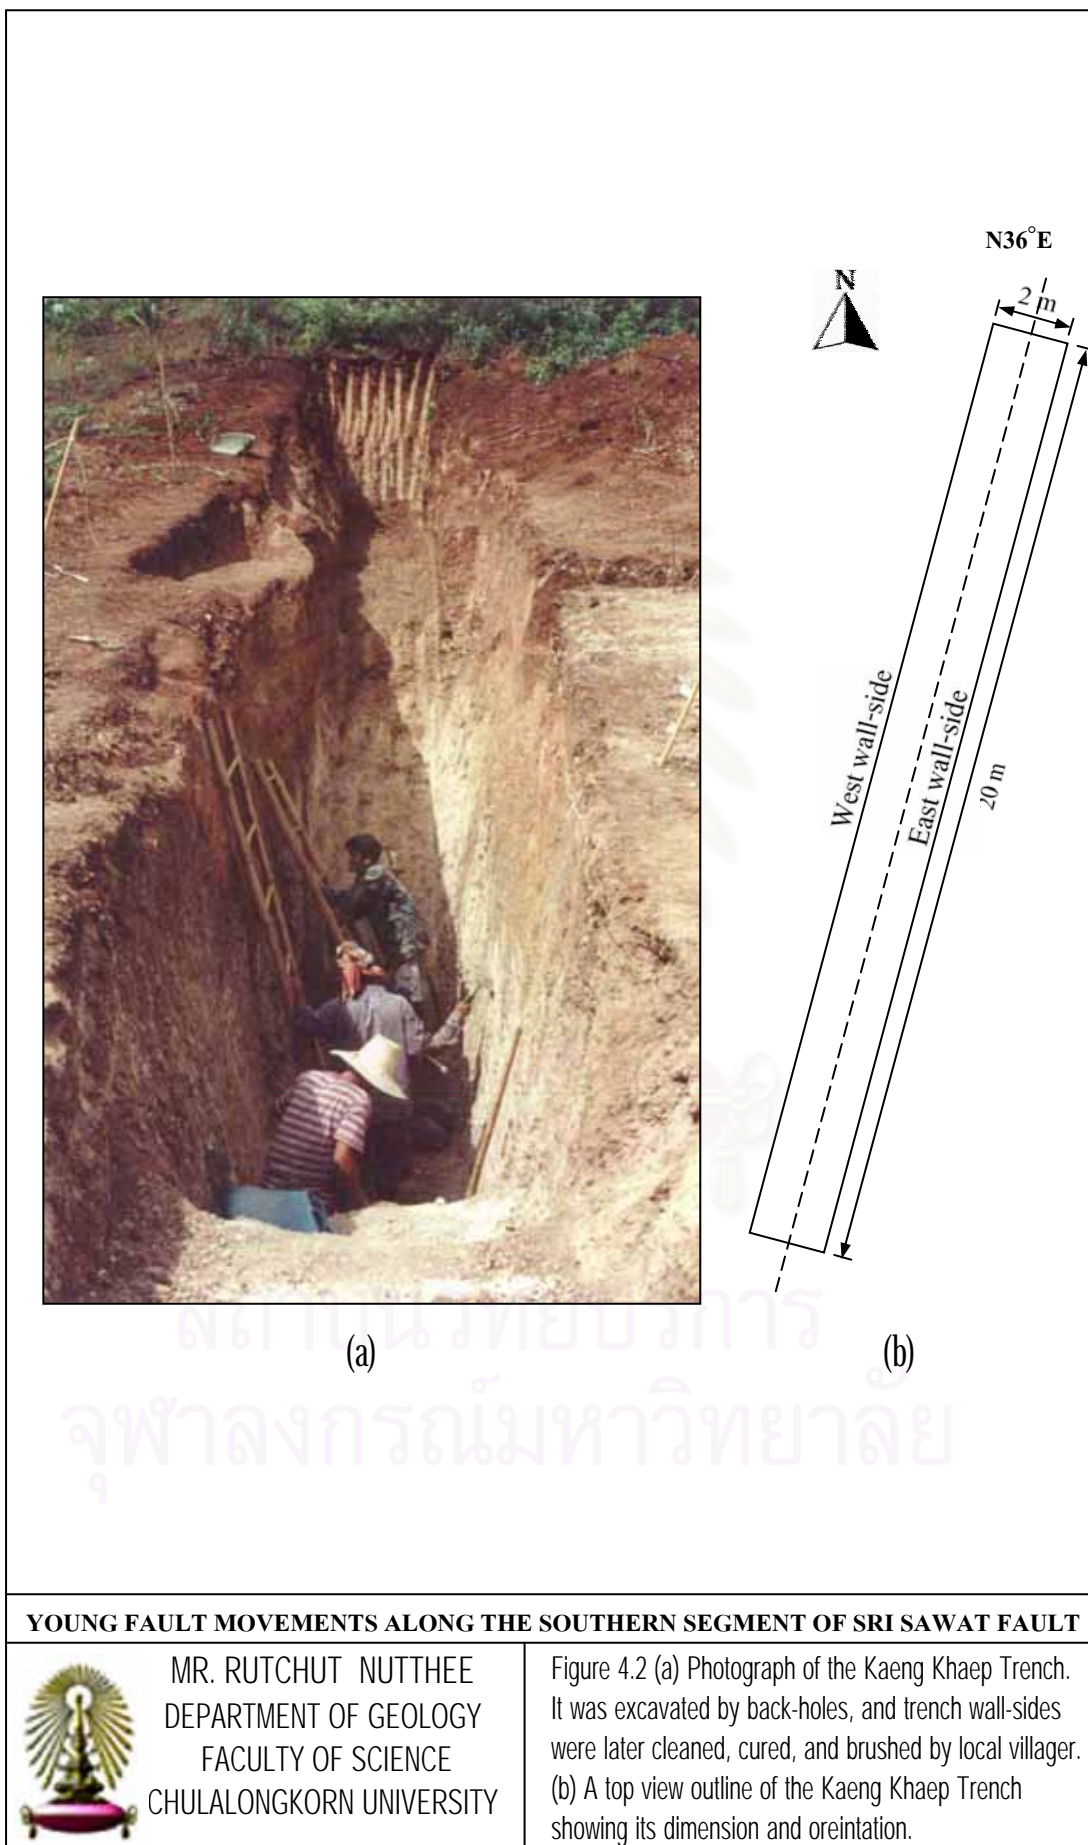 N36°E
N
2 m
West wall-side
East wall-side
20 m
(a)
(b)
สถาบันวิทยบริการ
จุฬาลงกรณ์มหาวิทยาลัย
YOUNG FAULT MOVEMENTS ALONG THE SOUTHERN SEGMENT OF SRI SAWAT FAULT
MR. RUTCHUT NUTTHEE
DEPARTMENT OF GEOLOGY
FACULTY OF SCIENCE
CHULALONGKORN UNIVERSITY
Figure 4.2 (a) Photograph of the Kaeng Khaep Trench.
It was excavated by back-holes, and trench wall-sides
were later cleaned, cured, and brushed by local villager.
(b) A top view outline of the Kaeng Khaep Trench
showing its dimension and oreintation.